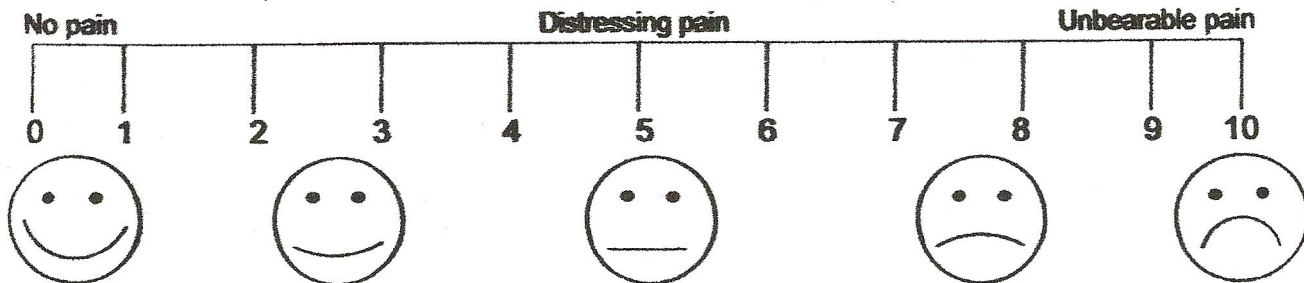 No pain Distressing pain Unbearable pain
0 1 2 3 4 5 6 7 8 9 10